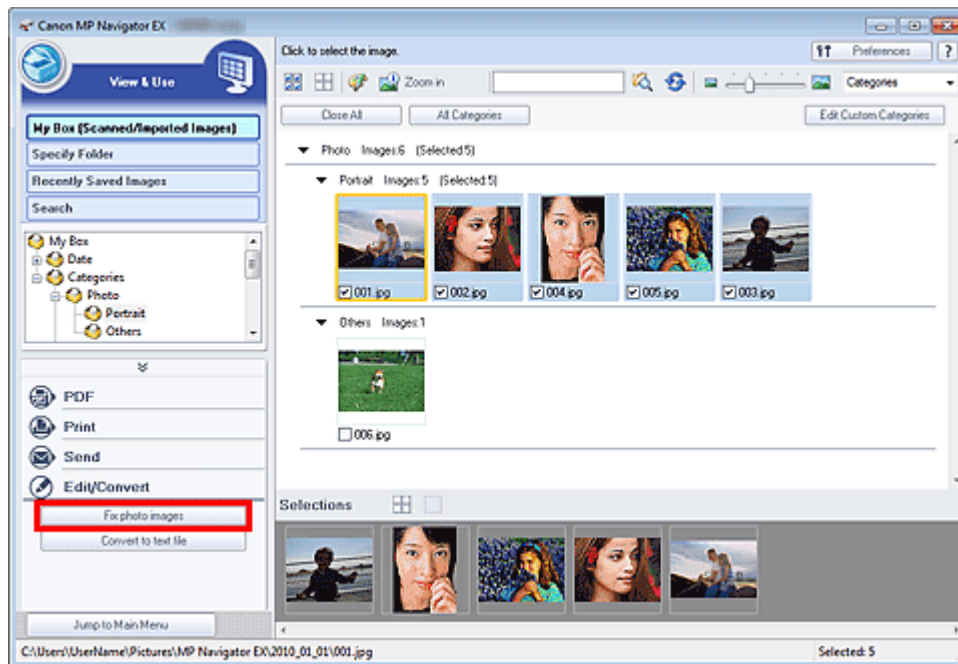 Canon MP Navigator EX
View & Use
My Box (Scanned/Imported Images)
Specify Folder
Recently Saved Images
Search
My Box
Date
Categories
Photo
Portrait
Others
PDF
Print
Send
Edit/Convert
Fix photo images
Convert to text file
Jump to Main Menu
Click to select the image.
Preferences
?
Zoom in
Categories
Close All
All Categories
Edit Custom Categories
Photo Images:6 (Selected:5)
Portrait Images:5 (Selected:5)
001.jpg
002.jpg
004.jpg
005.jpg
003.jpg
Others Images:1
006.jpg
Selections
C:\Users\UserName\Pictures\MP Navigator EX\2010_01_01\001.jpg
Selected: 5